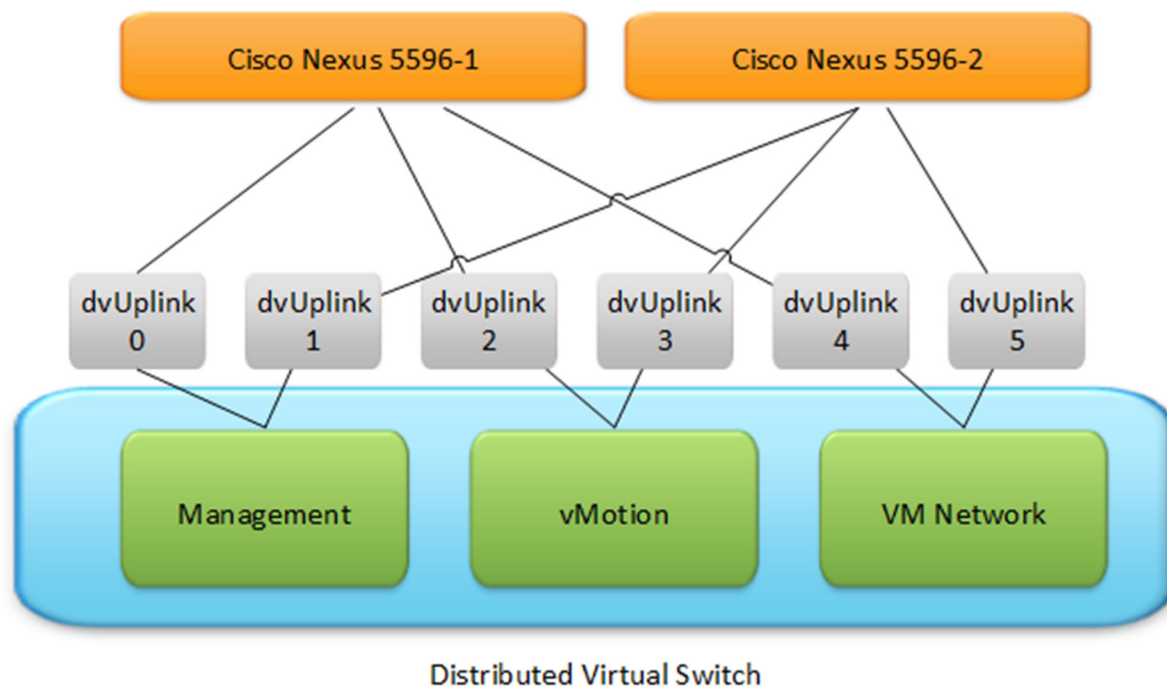 Cisco Nexus 5596-1
Cisco Nexus 5596-2
dvUplink
0
dvUplink
1
dvUplink
2
dvUplink
3
dvUplink
4
dvUplink
5
Management
vMotion
VM Network
Distributed Virtual Switch